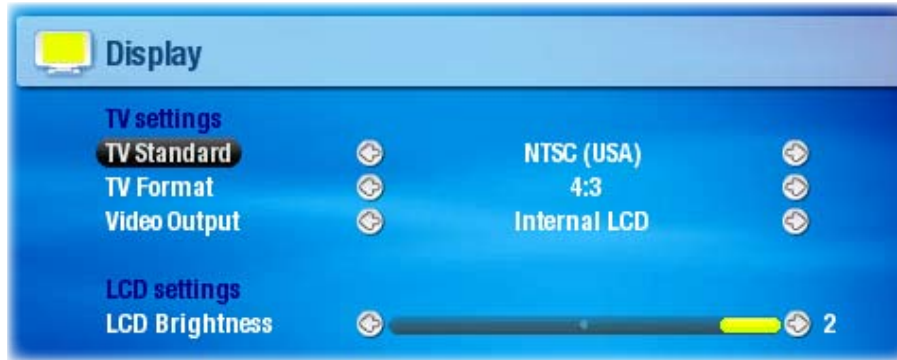 Display
TV settings
TV Standard NTSC (USA)
TV Format 4:3
Video Output Internal LCD
LCD settings
LCD Brightness 2